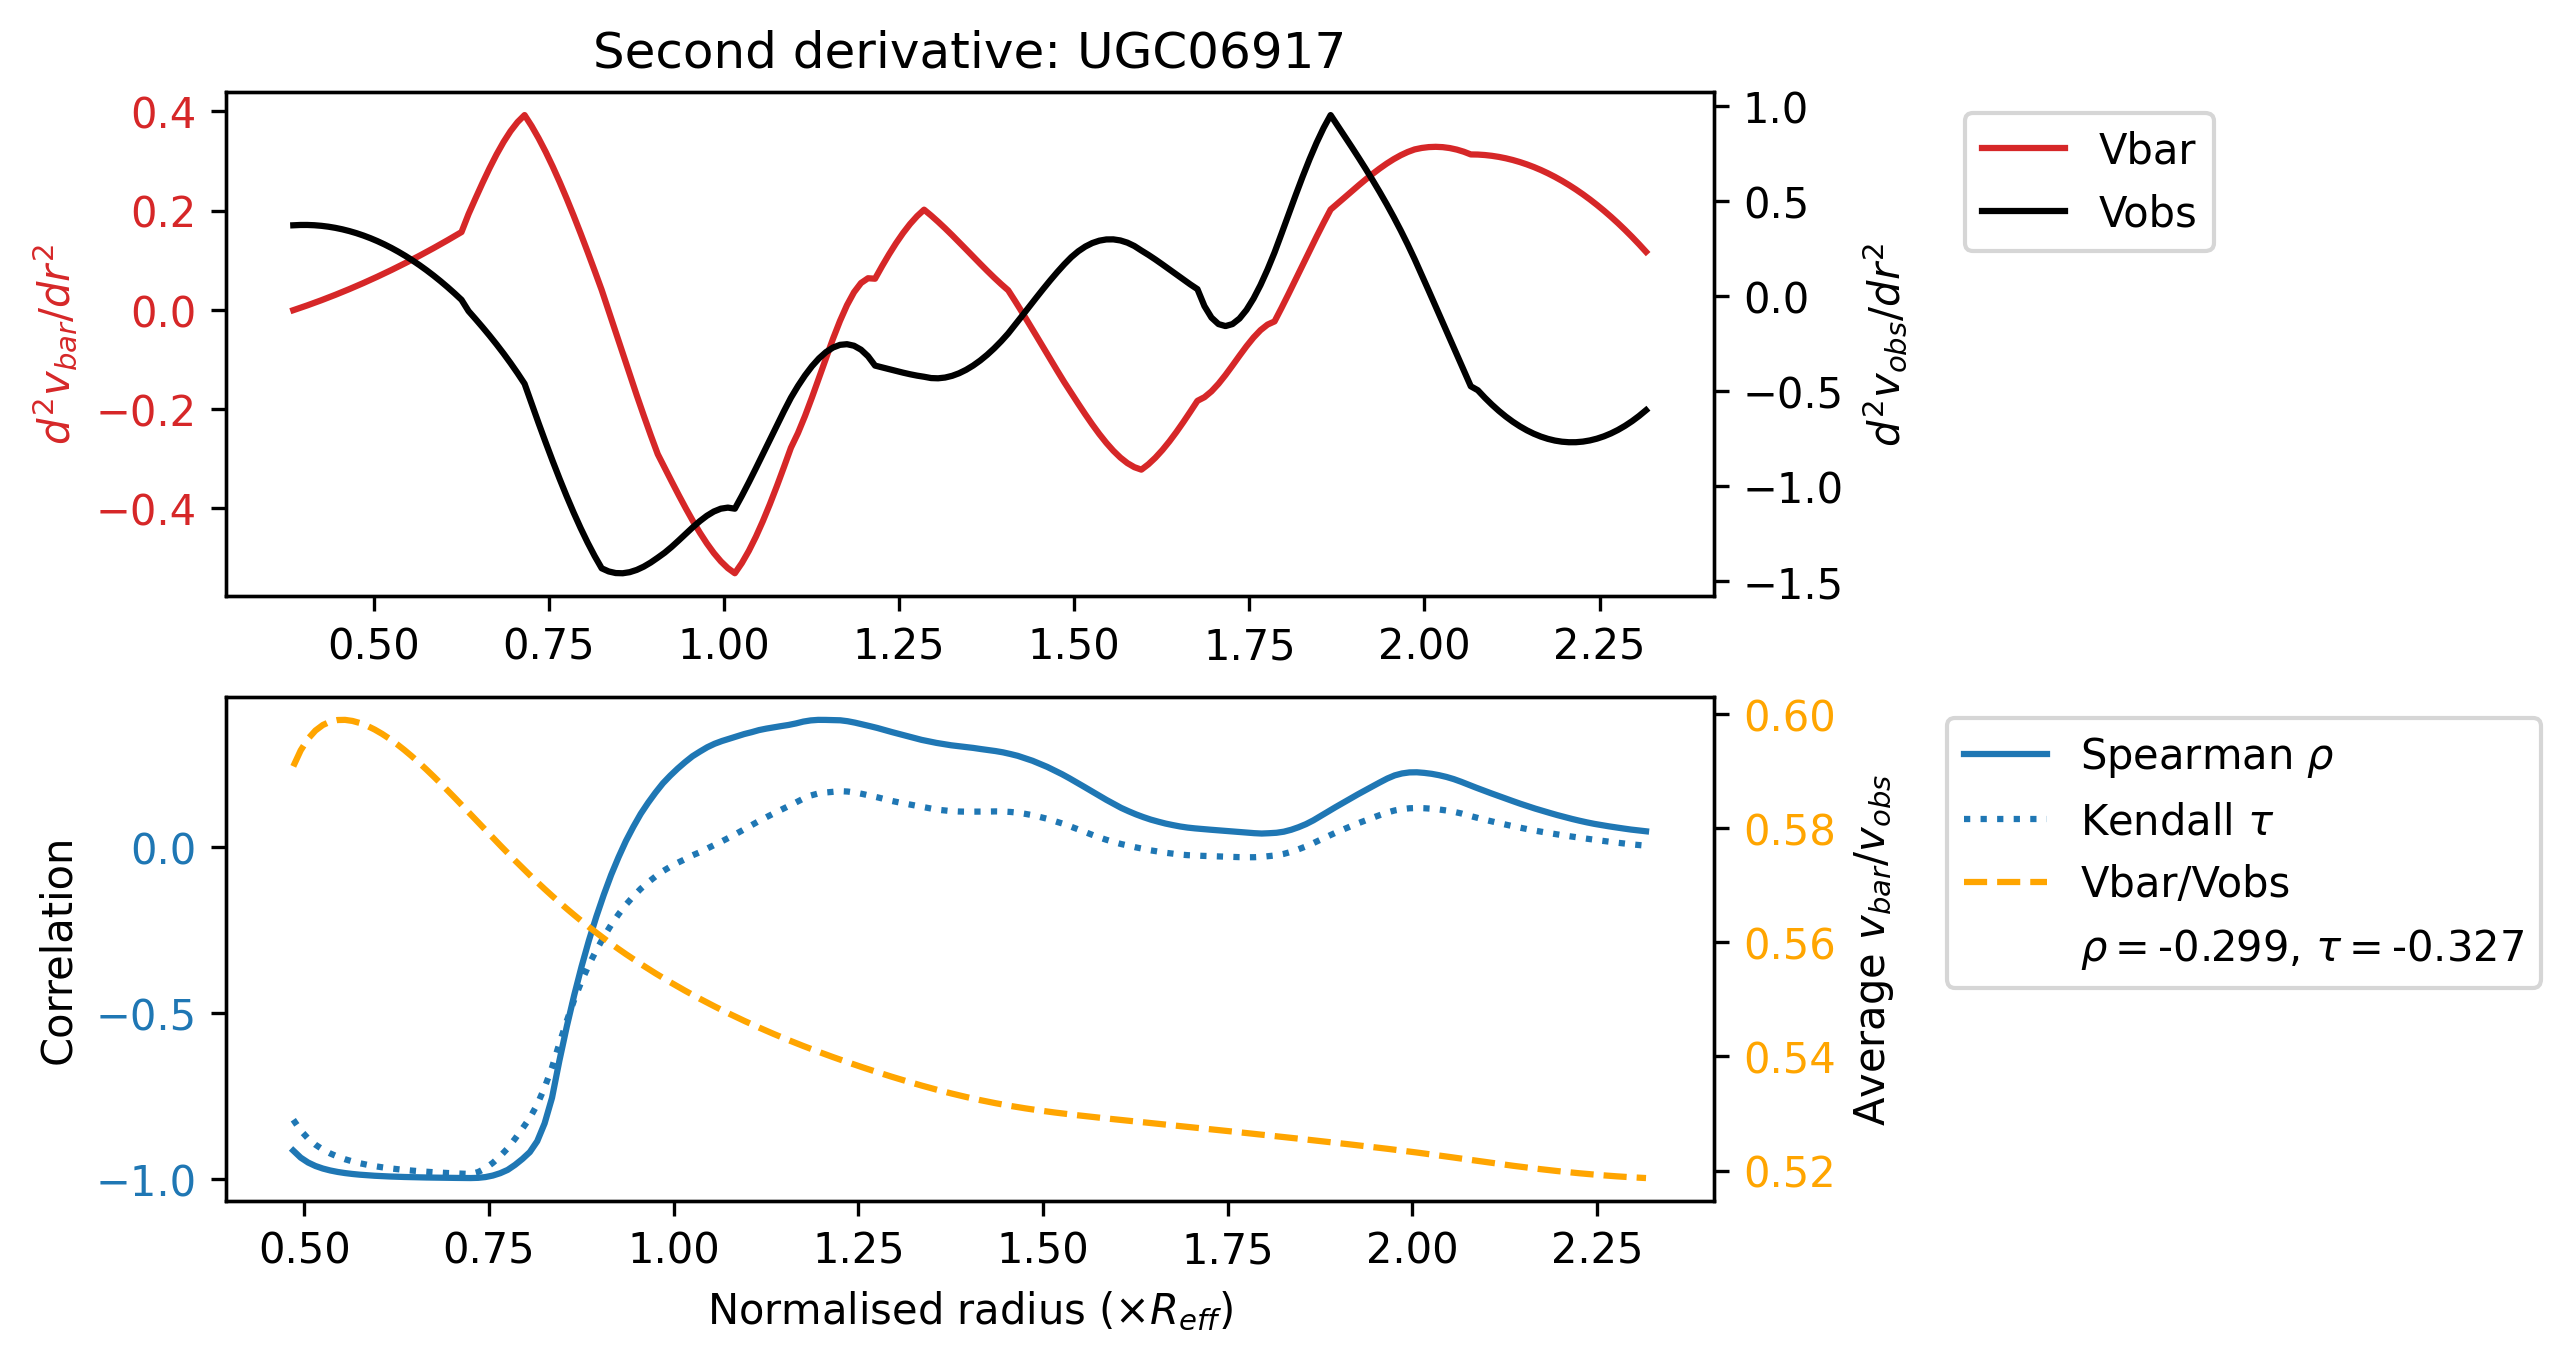 Second derivative: UGC06917
0.4
0.2
0.0
−0.2
−0.4
d²v_bar/dr²
1.0
0.5
0.0
−0.5
−1.0
−1.5
d²v_obs/dr²
Vbar
Vobs
0.50 0.75 1.00 1.25 1.50 1.75 2.00 2.25
0.0
−0.5
−1.0
Correlation
0.60
0.58
0.56
0.54
0.52
Average v_bar/v_obs
Spearman ρ
Kendall τ
Vbar/Vobs
ρ = -0.299, τ = -0.327
0.50 0.75 1.00 1.25 1.50 1.75 2.00 2.25
Normalised radius (×R_eff)